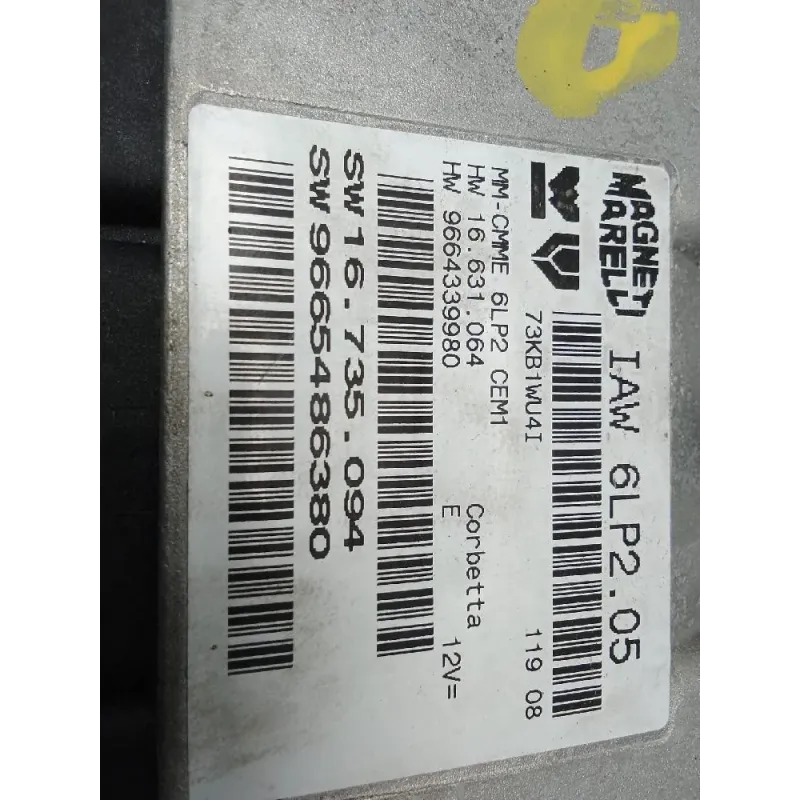 MAGNETI
MARELLI
IAW 6LP2.05
73KB1WU4I
119 08
MM-CMME 6LP2 CEM1
HW 16.631.064
Corbetta
HW 9664339980
E
12V=
SW 16.735.094
SW 9665486380